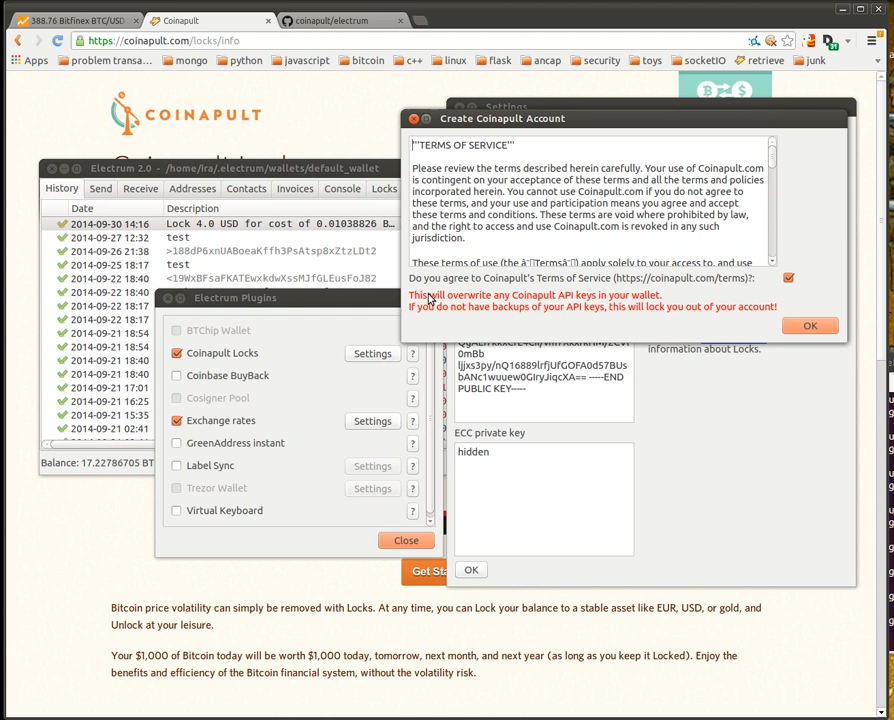 388.76 Bitfinex BTC/USD
Coinapult
coinapult/electrum
https://coinapult.com/locks/info
Apps
problem transa...
mongo
python
javascript
bitcoin
c++
linux
flask
ancap
security
toys
socketIO
retrieve
junk
COINAPULT
Settings
Create Coinapult Account
'''TERMS OF SERVICE'''
Please review the terms described herein carefully. Your use of Coinapult.com
is contingent on your acceptance of these terms and all the terms and policies
incorporated herein. You cannot use Coinapult.com if you do not agree to
these terms, and your use and participation means you agree and accept
these terms and conditions. These terms are void where prohibited by law,
and the right to access and use Coinapult.com is revoked in any such
jurisdiction.
Do you agree to Coinapult's Terms of Service (https://coinapult.com/terms)?:
This will overwrite any Coinapult API keys in your wallet.
If you do not have backups of your API keys, this will lock you out of your account!
OK
Electrum 2.0 - /home/ira/.electrum/wallets/default_wallet
History Send Receive Addresses Contacts Invoices Console Locks
Date Description
2014-09-30 14:16 Lock 4.0 USD for cost of 0.01038826 B...
2014-09-27 12:32 test
2014-09-26 21:38 >188dP6xnUABoeaKffh3PsAtsp8xZtzLDt2
2014-09-25 18:17 test
2014-09-22 18:17 <19WxBFsaFKATEwxkdwXssMJfGLEusFoJ82
2014-09-22 18:17
2014-09-22 18:17
2014-09-22 18:17
2014-09-22 18:17
2014-09-21 18:54
2014-09-21 18:54
2014-09-21 18:54
2014-09-21 17:01
2014-09-21 16:25
2014-09-21 15:35
2014-09-21 02:41
Balance: 17.22786705 BT
Electrum Plugins
BTChip Wallet
Coinapult Locks Settings ?
Coinbase BuyBack ?
Cosigner Pool ?
Exchange rates Settings ?
GreenAddress instant ?
Label Sync Settings ?
Trezor Wallet Settings ?
Virtual Keyboard ?
Close
0mBb
ljjxs3py/nQ16889lrfjUfGOFA0d57BUs
bANc1wuuew0GIryJiqcXA== -----END
PUBLIC KEY-----
information about Locks.
ECC private key
hidden
OK
Get Sta
Bitcoin price volatility can simply be removed with Locks. At any time, you can Lock your balance to a stable asset like EUR, USD, or gold, and
Unlock at your leisure.
Your $1,000 of Bitcoin today will be worth $1,000 today, tomorrow, next month, and next year (as long as you keep it Locked). Enjoy the
benefits and efficiency of the Bitcoin financial system, without the volatility risk.